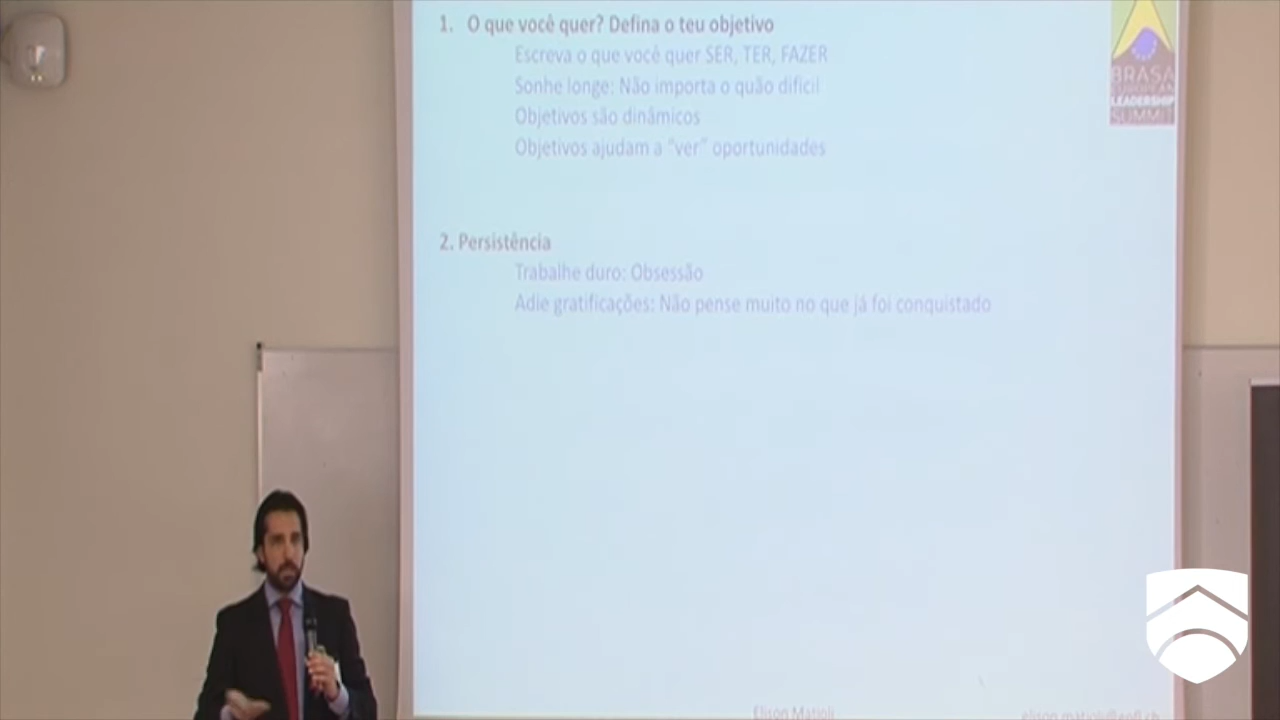 1. O que você quer? Defina o teu objetivo
Escreva o que você quer SER, TER, FAZER
Sonhe longe: Não importa o quão difícil
Objetivos são dinâmicos
Objetivos ajudam a “ver” oportunidades
BRASA
EUROPEAN
LEADERSHIP
SUMMIT
2. Persistência
Trabalhe duro: Obsessão
Adie gratificações: Não pense muito no que já foi conquistado
Elison Matioli